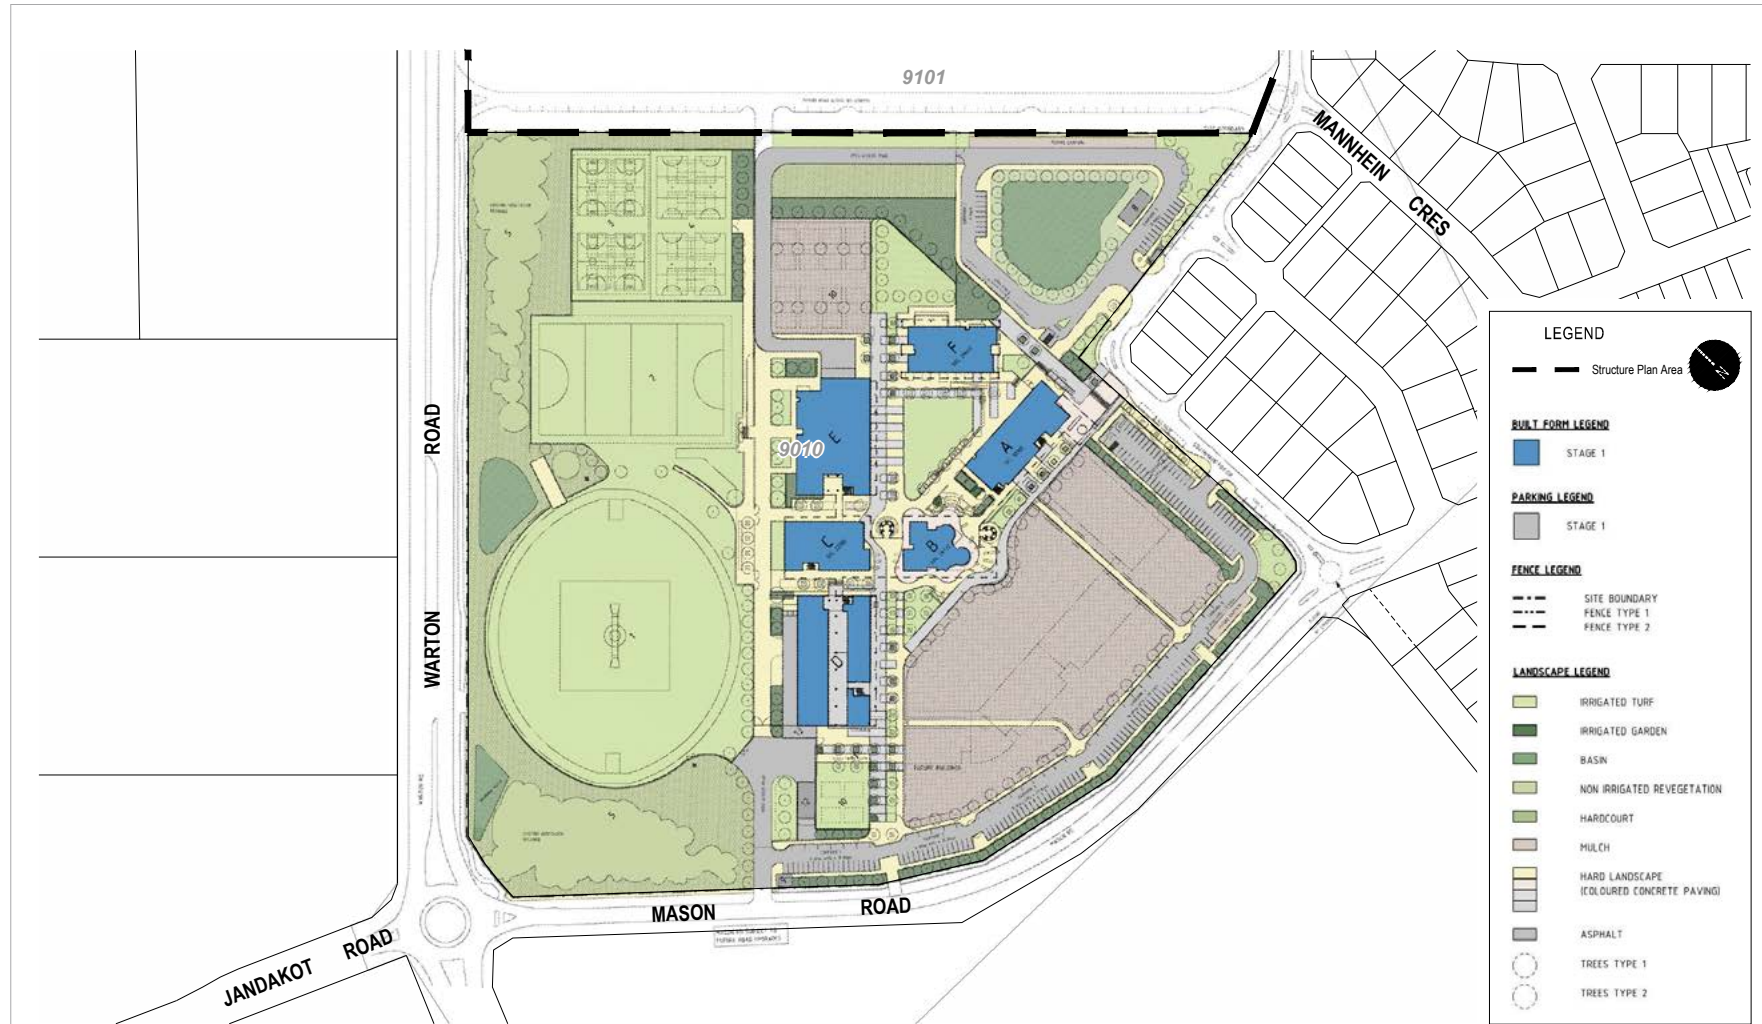 9101
MANNHEIN
CRES
WARTON
ROAD
F
E
A
9010
C
B
D
FUTURE BUILDINGS
MASON
ROAD
JANDAKOT
ROAD
LEGEND
Structure Plan Area
BUILT FORM LEGEND
STAGE 1
PARKING LEGEND
STAGE 1
FENCE LEGEND
SITE BOUNDARY
FENCE TYPE 1
FENCE TYPE 2
LANDSCAPE LEGEND
IRRIGATED TURF
IRRIGATED GARDEN
BASIN
NON IRRIGATED REVEGETATION
HARDCOURT
MULCH
HARD LANDSCAPE
(COLOURED CONCRETE PAVING)
ASPHALT
TREES TYPE 1
TREES TYPE 2